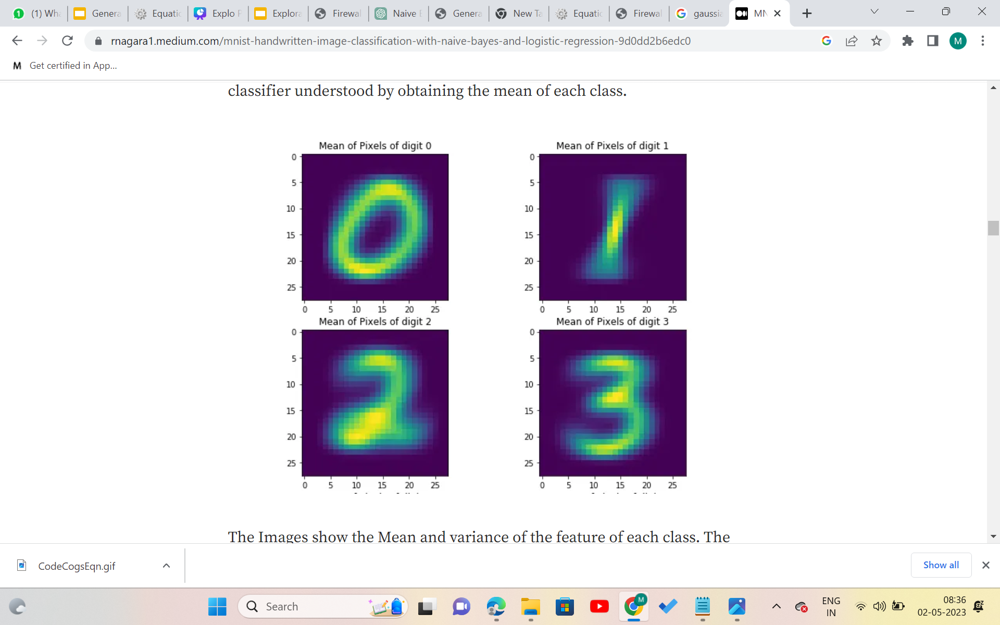 (1) Wha
Genera
Equatio
Explo F
Explora
Firewal
Naive B
Genera
New Ta
Equatio
Firewal
gaussia
MN
rnagara1.medium.com/mnist-handwritten-image-classification-with-naive-bayes-and-logistic-regression-9d0dd2b6edc0
M
M Get certified in App...
classifier understood by obtaining the mean of each class.
Mean of Pixels of digit 0
0
5
10
15
20
25
0 5 10 15 20 25
Mean of Pixels of digit 1
0
5
10
15
20
25
0 5 10 15 20 25
Mean of Pixels of digit 2
0
5
10
15
20
25
0 5 10 15 20 25
Mean of Pixels of digit 3
0
5
10
15
20
25
0 5 10 15 20 25
The Images show the Mean and variance of the feature of each class. The
CodeCogsEqn.gif
Show all
Search
M
ENG
IN
08:36
02-05-2023